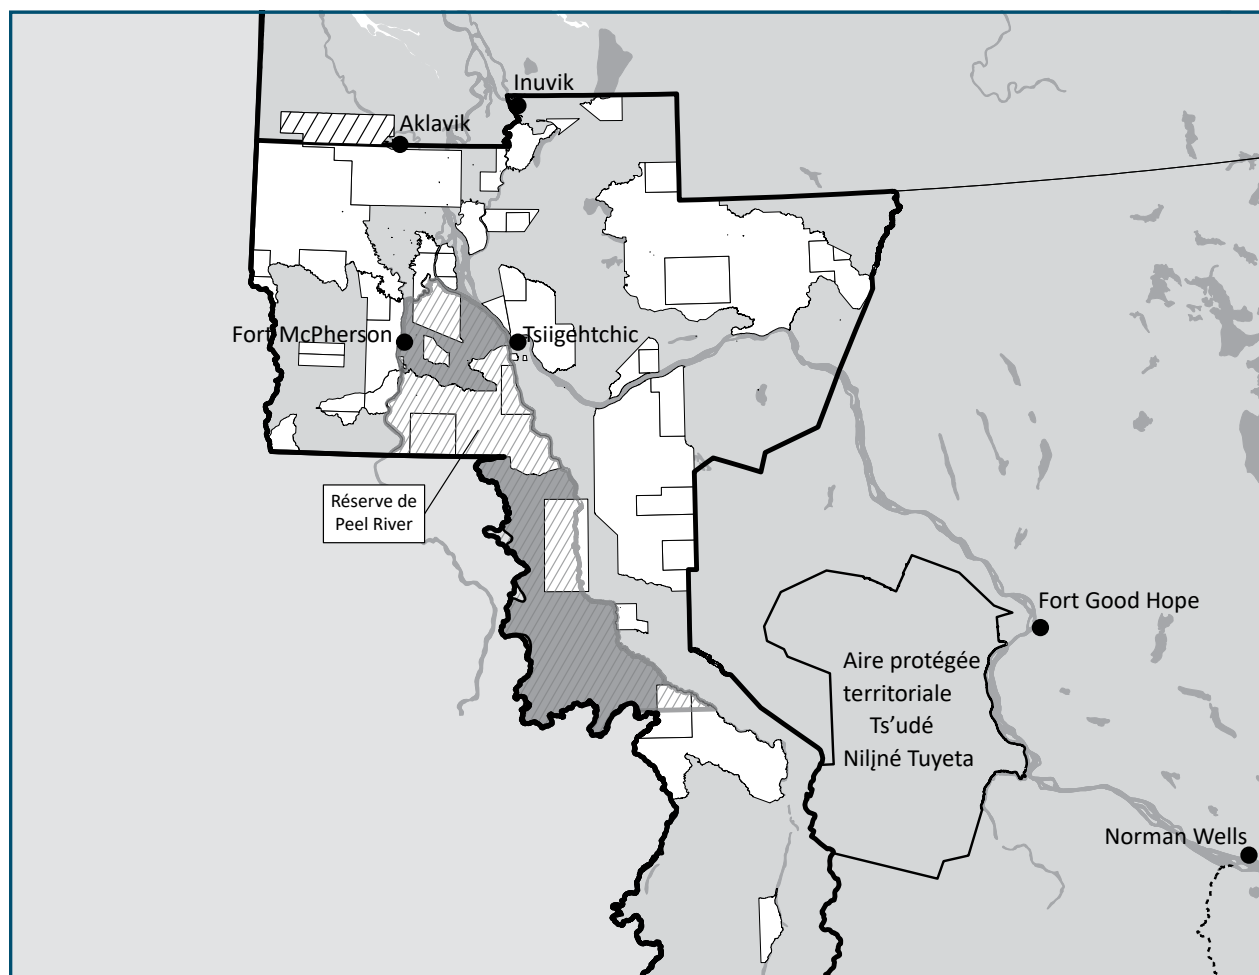 Inuvik
Aklavik
Fort McPherson
Tsiigehtchic
Réserve de
Peel River
Fort Good Hope
Aire protégée
territoriale
Ts’udé
Nilįné Tuyeta
Norman Wells